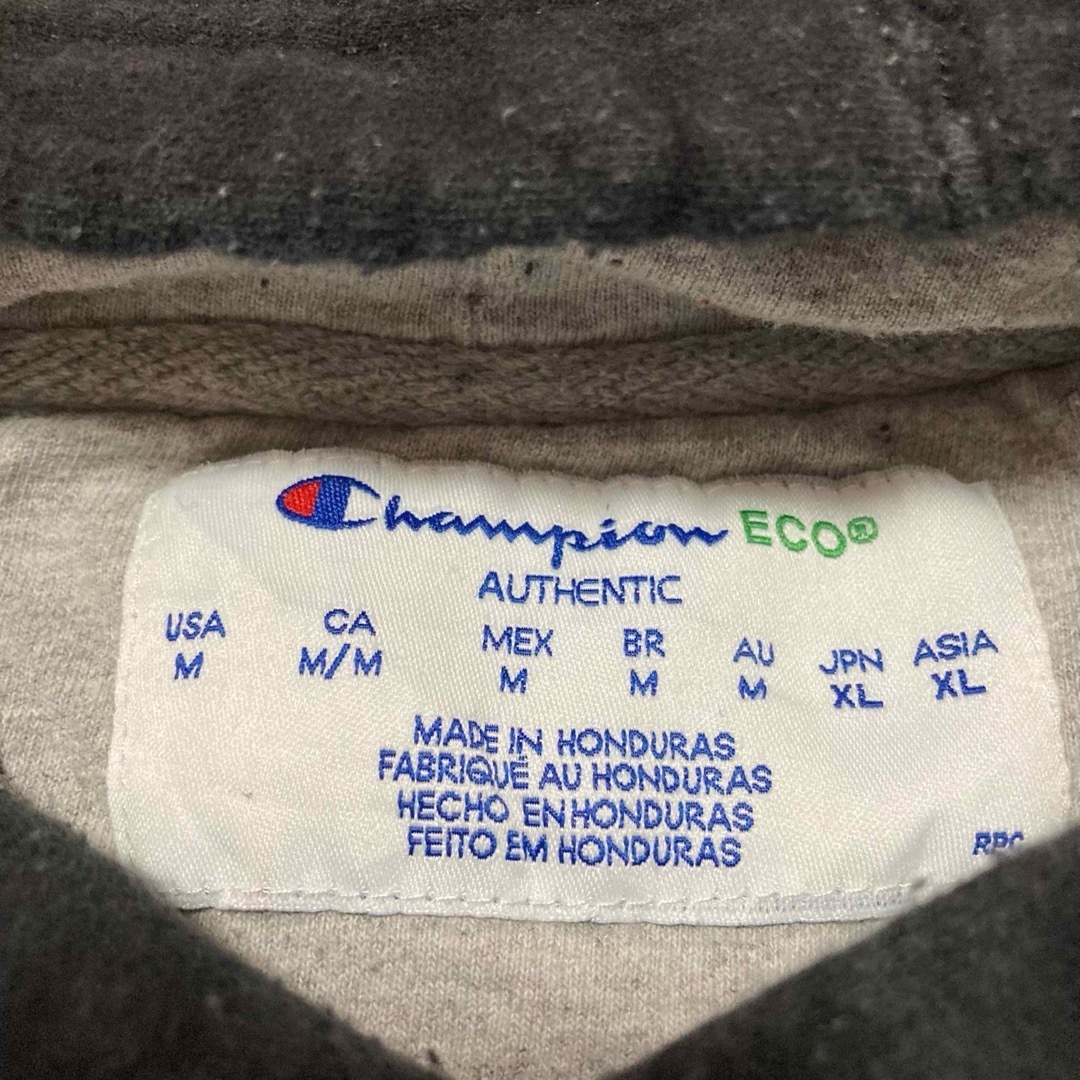 Champion ECO®
AUTHENTIC
USA CA MEX BR AU JPN ASIA
M M/M M M M XL XL
MADE IN HONDURAS
FABRIQUÉ AU HONDURAS
HECHO EN HONDURAS
FEITO EM HONDURAS